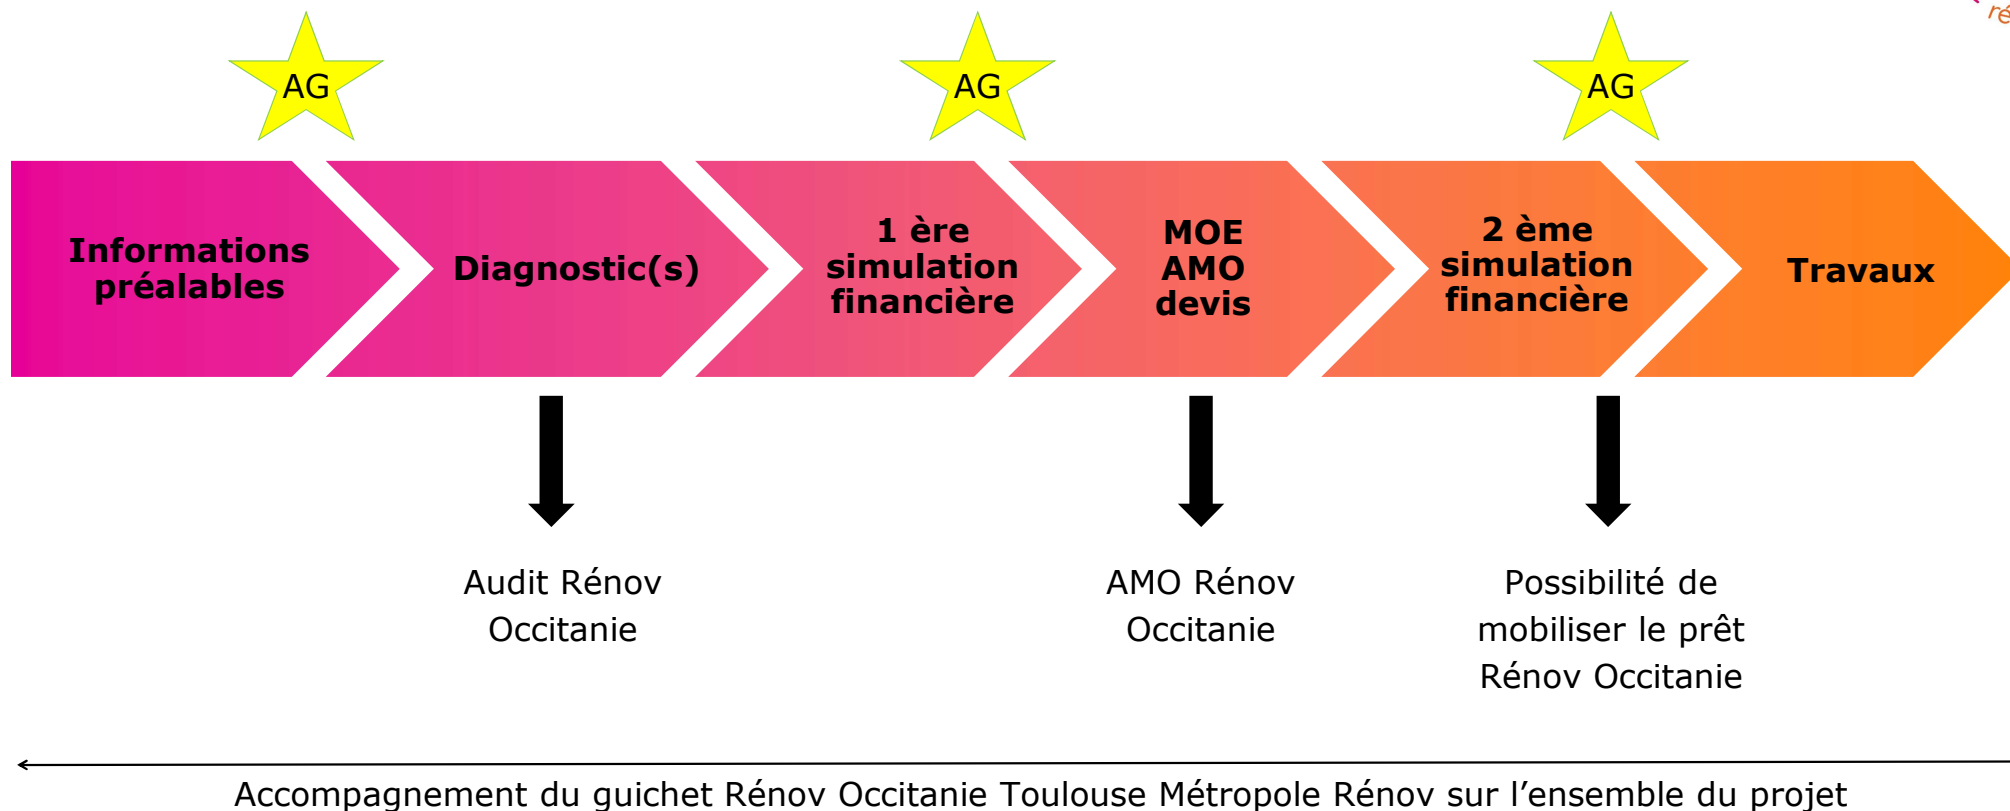 AG
AG
AG
Informations
préalables
Diagnostic(s)
1 ère
simulation
financière
MOE
AMO
devis
2 ème
simulation
financière
Travaux
Audit Rénov
Occitanie
AMO Rénov
Occitanie
Possibilité de
mobiliser le prêt
Rénov Occitanie
Accompagnement du guichet Rénov Occitanie Toulouse Métropole Rénov sur l’ensemble du projet